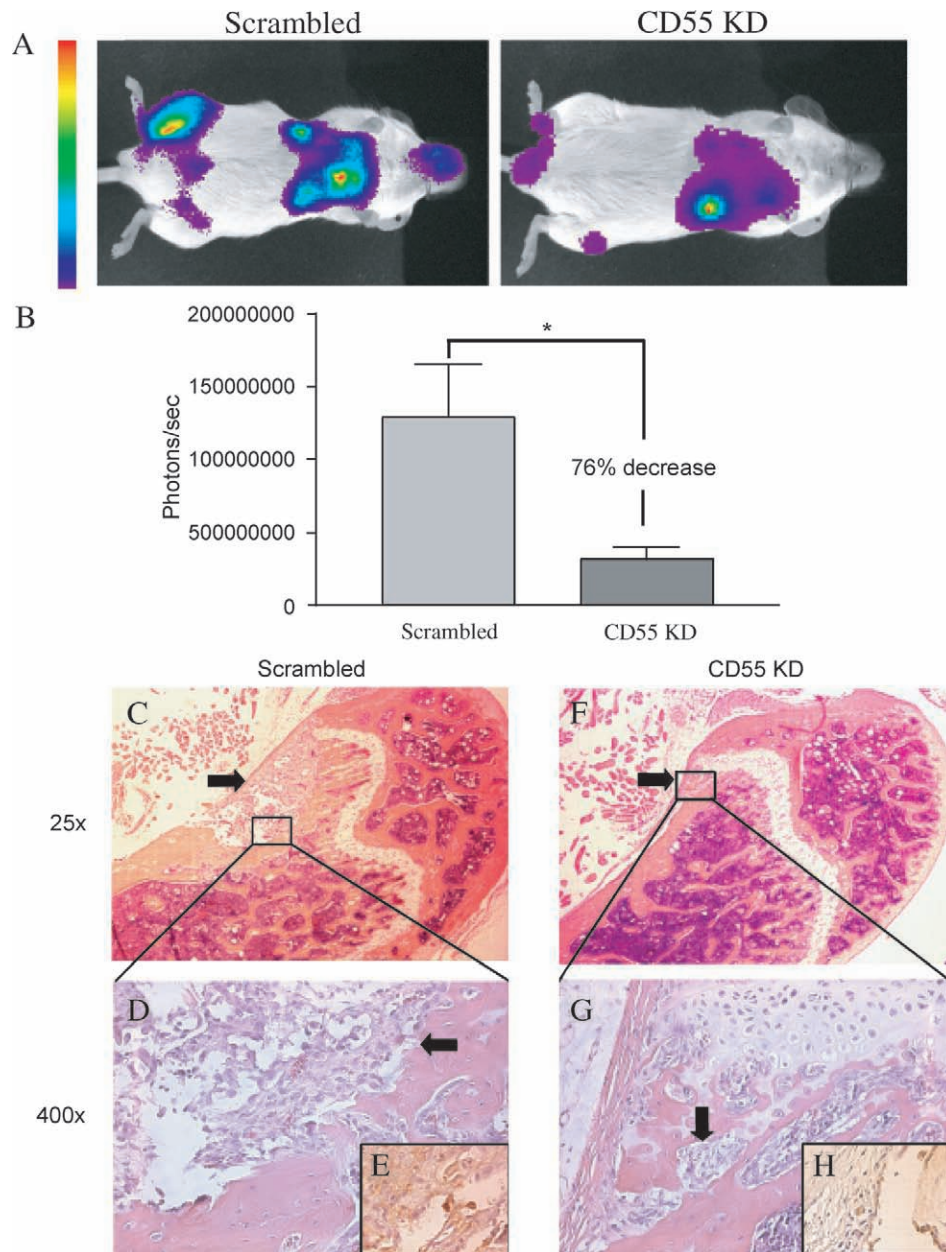 Scrambled CD55 KD
A
B
200000000
150000000
100000000
500000000
0
Photons/sec
*
76% decrease
Scrambled CD55 KD
Scrambled CD55 KD
C F
25x
D G
400x
E H